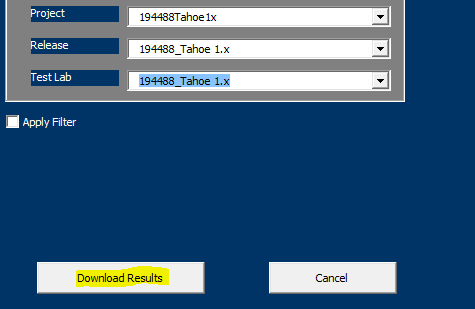 Project 194488Tahoe1x
Release 194488_Tahoe 1.x
Test Lab 194488_Tahoe 1.x
Apply Filter
Download Results Cancel